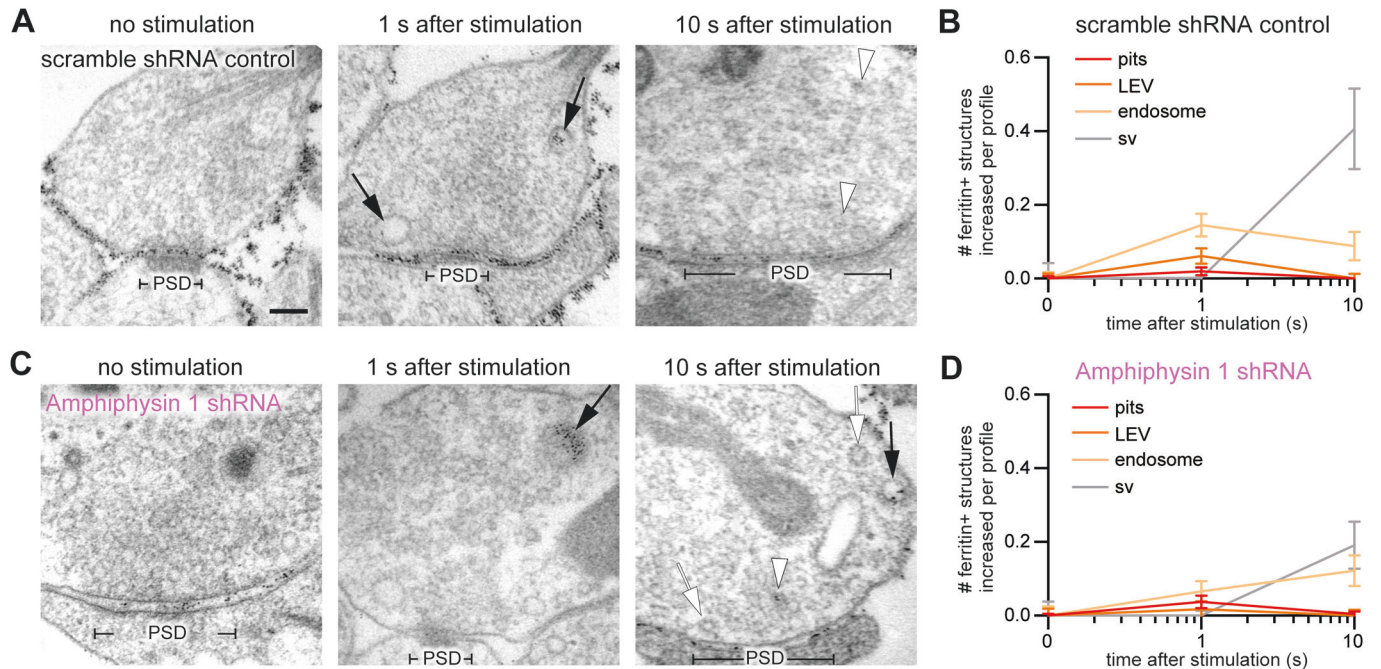 A
no stimulation
scramble shRNA control
PSD
1 s after stimulation
PSD
10 s after stimulation
PSD
B
scramble shRNA control
0.6
0.4
0.2
0.0
# ferritin+ structures
increased per profile
pits
LEV
endosome
sv
0
1
10
time after stimulation (s)
C
no stimulation
Amphiphysin 1 shRNA
PSD
1 s after stimulation
PSD
10 s after stimulation
PSD
D
Amphiphysin 1 shRNA
0.6
0.4
0.2
0.0
# ferritin+ structures
increased per profile
pits
LEV
endosome
sv
0
1
10
time after stimulation (s)